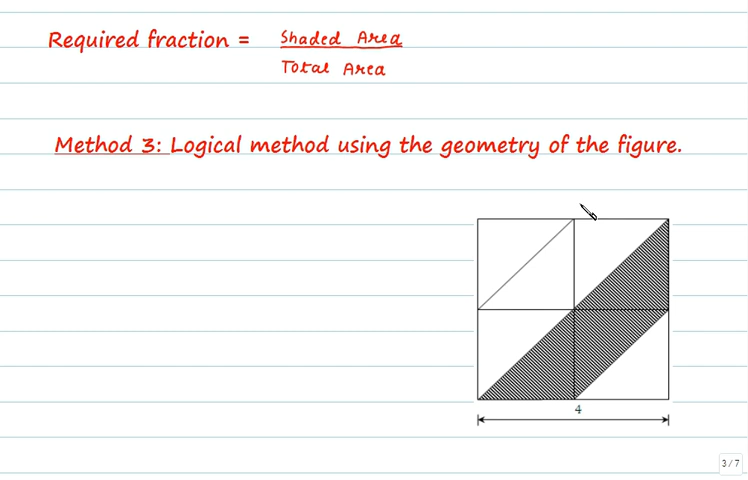 Required fraction = Shaded Area
Total Area
Method 3: Logical method using the geometry of the figure.
4
3 / 7